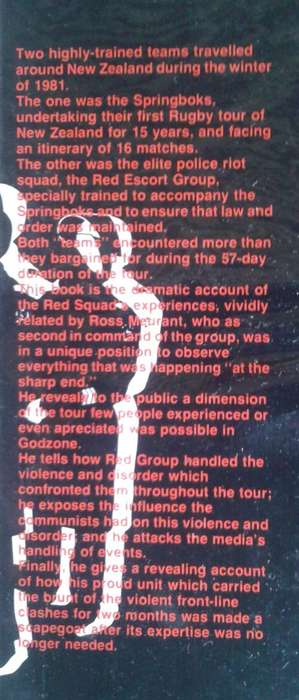 Two highly-trained teams travelled
around New Zealand during the winter
of 1981.
The one was the Springboks,
undertaking their first Rugby tour of
New Zealand for 15 years, and facing
an itinerary of 16 matches.
The other was the elite police riot
squad, the Red Escort Group,
specially trained to accompany the
Springboks and to ensure that law and
order was maintained.
Both "teams" encountered more than
they bargained for during the 57-day
duration of the tour.
This book is the dramatic account of
the Red Squad's experiences, vividly
related by Ross Meurant, who as
second in command of the group, was
in a unique position to observe
everything that was happening "at the
sharp end."
He reveals to the public a dimension
of the tour few people experienced or
even apreciated was possible in
Godzone.
He tells how Red Group handled the
violence and disorder which
confronted them throughout the tour;
he exposes the influence the
communists had on this violence and
disorder and he attacks the media's
handling of events.
Finally, he gives a revealing account
of how his proud unit which carried
the brunt of the violent front-line
clashes for two months was made a
scapegoat after its expertise was no
longer needed.